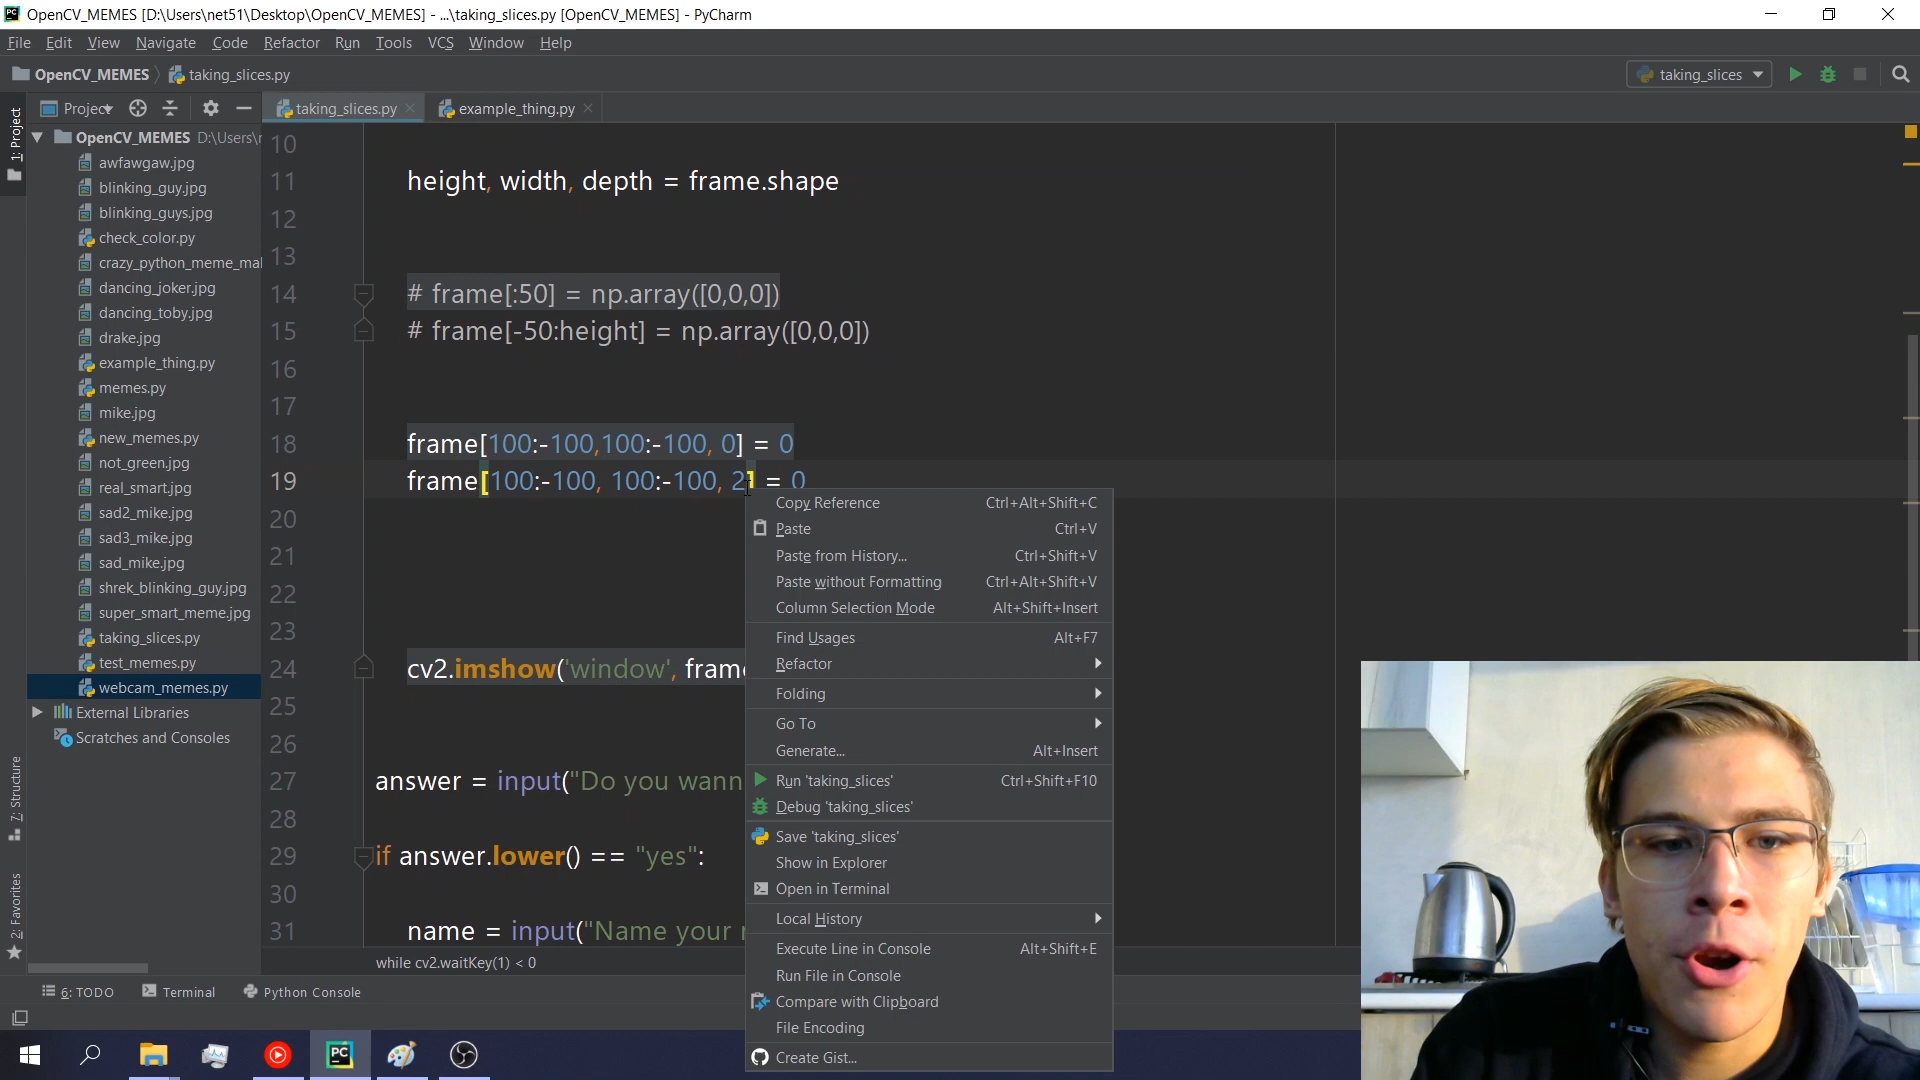 OpenCV_MEMES [D:\Users\net51\Desktop\OpenCV_MEMES] - ...\taking_slices.py [OpenCV_MEMES] - PyCharm
File Edit View Navigate Code Refactor Run Tools VCS Window Help
OpenCV_MEMES taking_slices.py taking_slices
Project taking_slices.py example_thing.py
1: Project
7: Structure
2: Favorites
OpenCV_MEMES D:\Users\
awfawgaw.jpg
blinking_guy.jpg
blinking_guys.jpg
check_color.py
crazy_python_meme_ma
dancing_joker.jpg
dancing_toby.jpg
drake.jpg
example_thing.py
memes.py
mike.jpg
new_memes.py
not_green.jpg
real_smart.jpg
sad2_mike.jpg
sad3_mike.jpg
sad_mike.jpg
shrek_blinking_guy.jpg
super_smart_meme.jpg
taking_slices.py
test_memes.py
webcam_memes.py
External Libraries
Scratches and Consoles
10
11 height, width, depth = frame.shape
12
13
14 # frame[:50] = np.array([0,0,0])
15 # frame[-50:height] = np.array([0,0,0])
16
17
18 frame[100:-100,100:-100, 0] = 0
19 frame[100:-100, 100:-100, 2] = 0
20
21
22
23
24 cv2.imshow('window', frame
25
26
27 answer = input("Do you wann
28
29 if answer.lower() == "yes":
30
31 name = input("Name your
while cv2.waitKey(1) < 0
Copy Reference Ctrl+Alt+Shift+C
Paste Ctrl+V
Paste from History... Ctrl+Shift+V
Paste without Formatting Ctrl+Alt+Shift+V
Column Selection Mode Alt+Shift+Insert
Find Usages Alt+F7
Refactor
Folding
Go To
Generate... Alt+Insert
Run 'taking_slices' Ctrl+Shift+F10
Debug 'taking_slices'
Save 'taking_slices'
Show in Explorer
Open in Terminal
Local History
Execute Line in Console Alt+Shift+E
Run File in Console
Compare with Clipboard
File Encoding
Create Gist...
6: TODO Terminal Python Console
PC